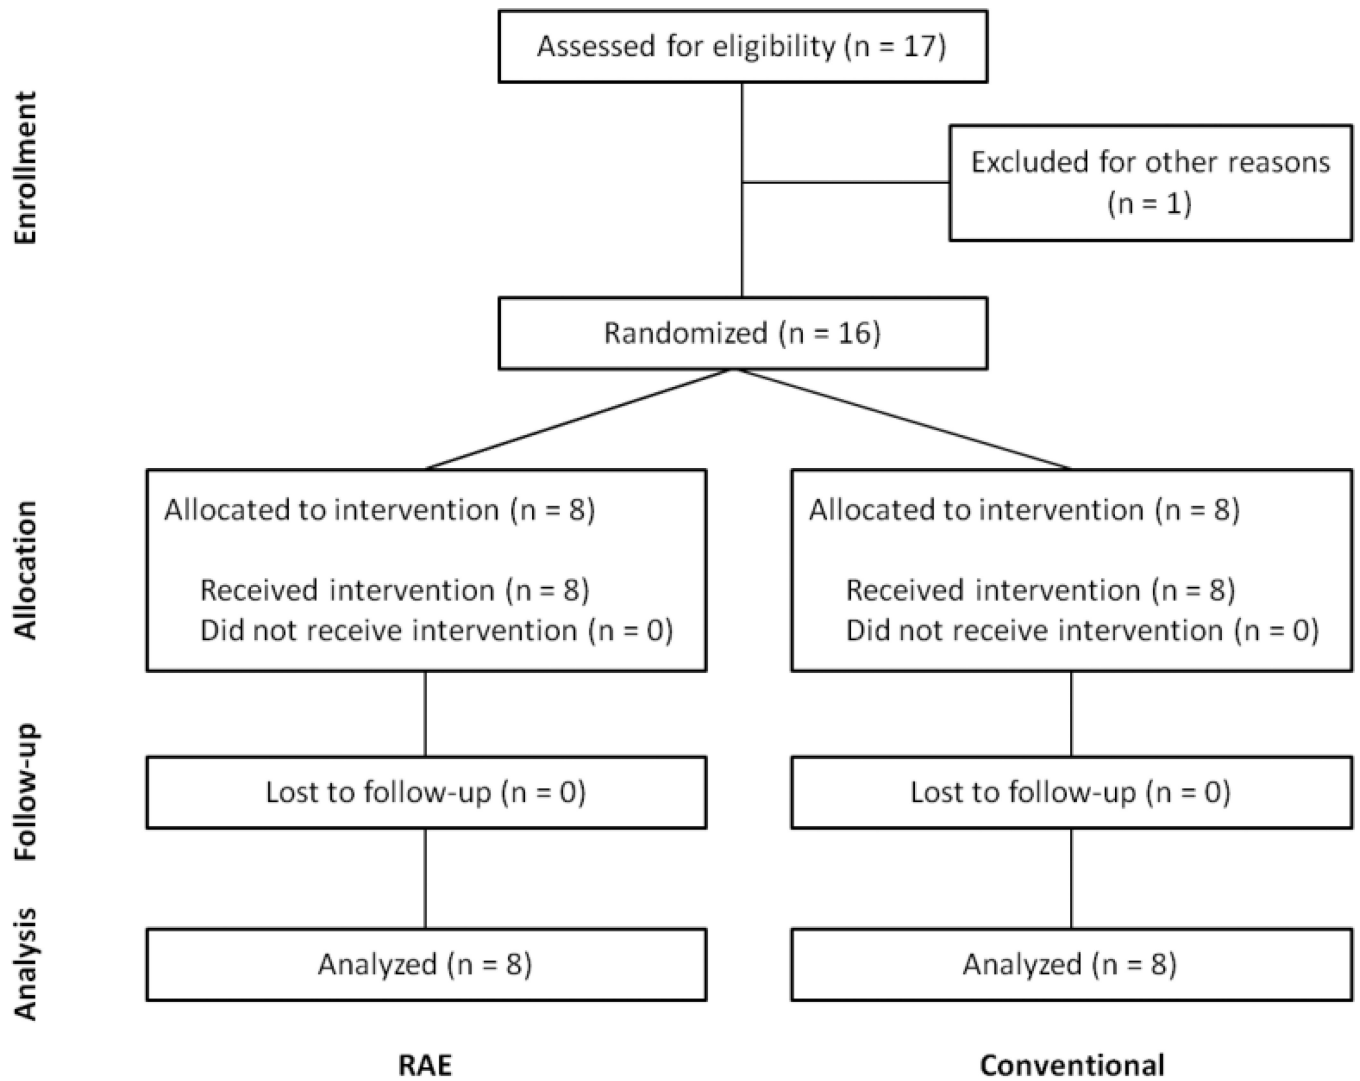 Enrollment
Assessed for eligibility (n = 17)
Excluded for other reasons
(n = 1)
Randomized (n = 16)
Allocation
Allocated to intervention (n = 8)
Received intervention (n = 8)
Did not receive intervention (n = 0)
Allocated to intervention (n = 8)
Received intervention (n = 8)
Did not receive intervention (n = 0)
Follow-up
Lost to follow-up (n = 0)
Lost to follow-up (n = 0)
Analysis
Analyzed (n = 8)
Analyzed (n = 8)
RAE
Conventional